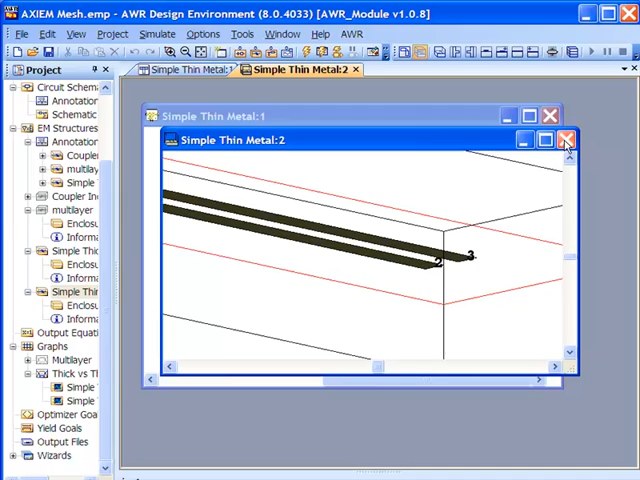 AXIEM Mesh.emp - AWR Design Environment (8.0.4033) [AWR_Module v1.0.8]
File Edit View Project Simulate Options Tools Window Help AWR
Project
Simple Thin Metal:1
Simple Thin Metal:2
Circuit Schema
Annotation
Schematic
EM Structures
Annotation
Coupler
multilay
Simple T
Coupler In
multilayer
Enclosu
Informa
Simple Thic
Enclosu
Informa
Simple Thin
Enclosu
Informa
Output Equati
Graphs
Multilayer
Thick vs Th
Simple
Simple
Optimizer Goa
Yield Goals
Output Files
Wizards
Simple Thin Metal:1
Simple Thin Metal:2
2
3